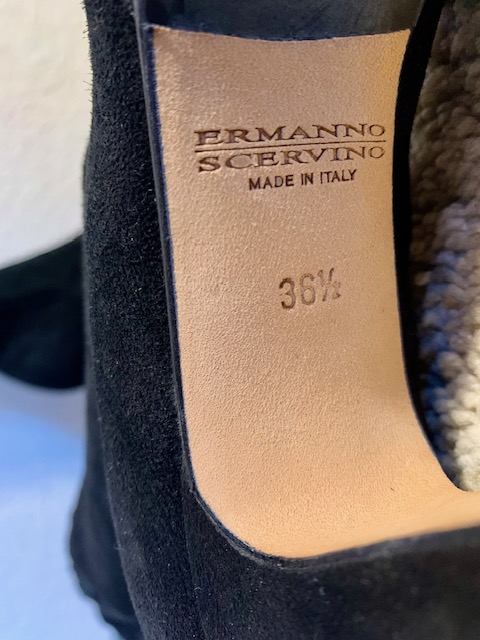 ERMANNO
SCERVINO
MADE IN ITALY
36½